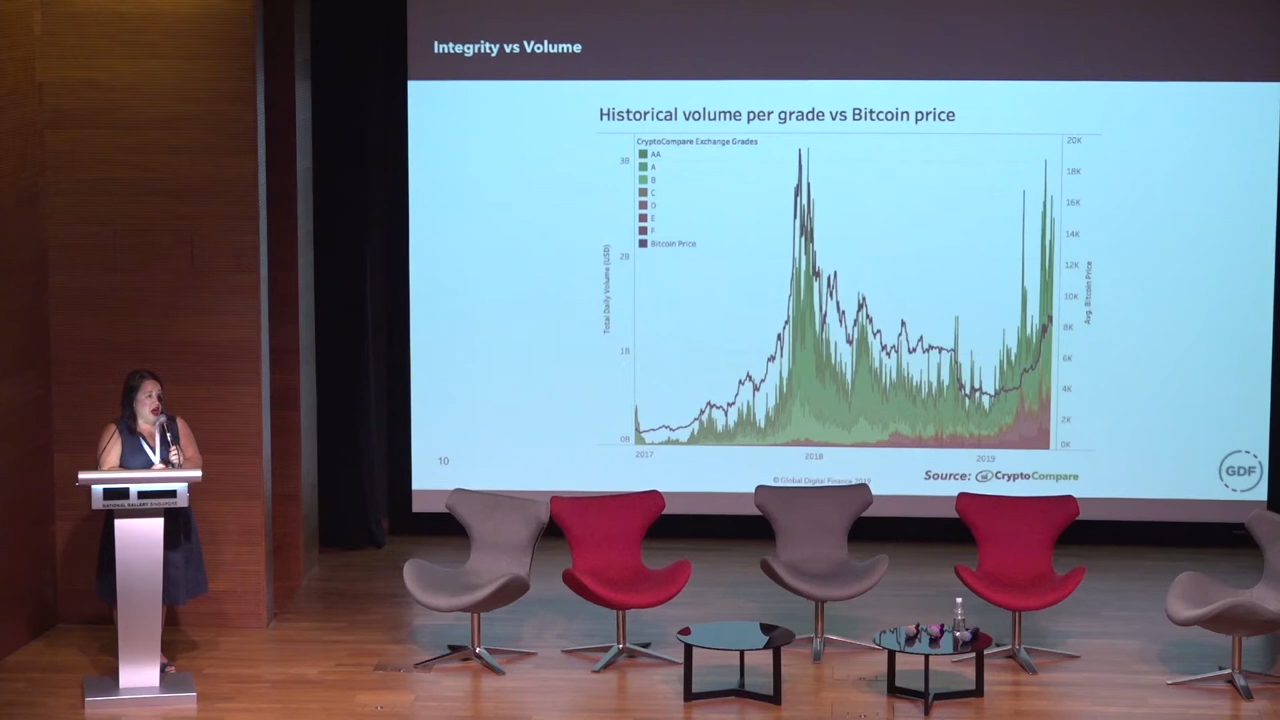 Integrity vs Volume
Historical volume per grade vs Bitcoin price
CryptoCompare Exchange Grades
AA
A
B
C
D
E
F
Bitcoin Price
3B
2B
1B
0B
Total Daily Volume (USD)
20K
18K
16K
14K
12K
10K
8K
6K
4K
2K
0K
Avg. Bitcoin Price
2017
2018
2019
10
Source: CryptoCompare
© Global Digital Finance 2019
GDF
NATIONAL GALLERY SINGAPORE